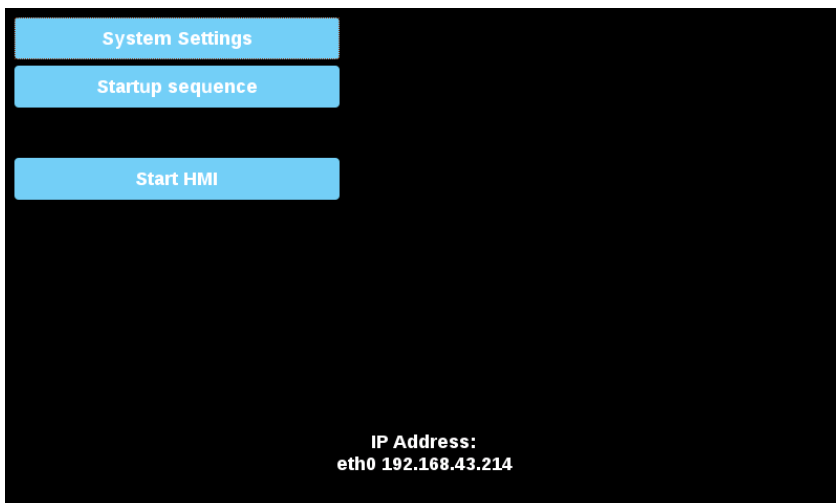 System Settings
Startup sequence
Start HMI
IP Address:
eth0 192.168.43.214